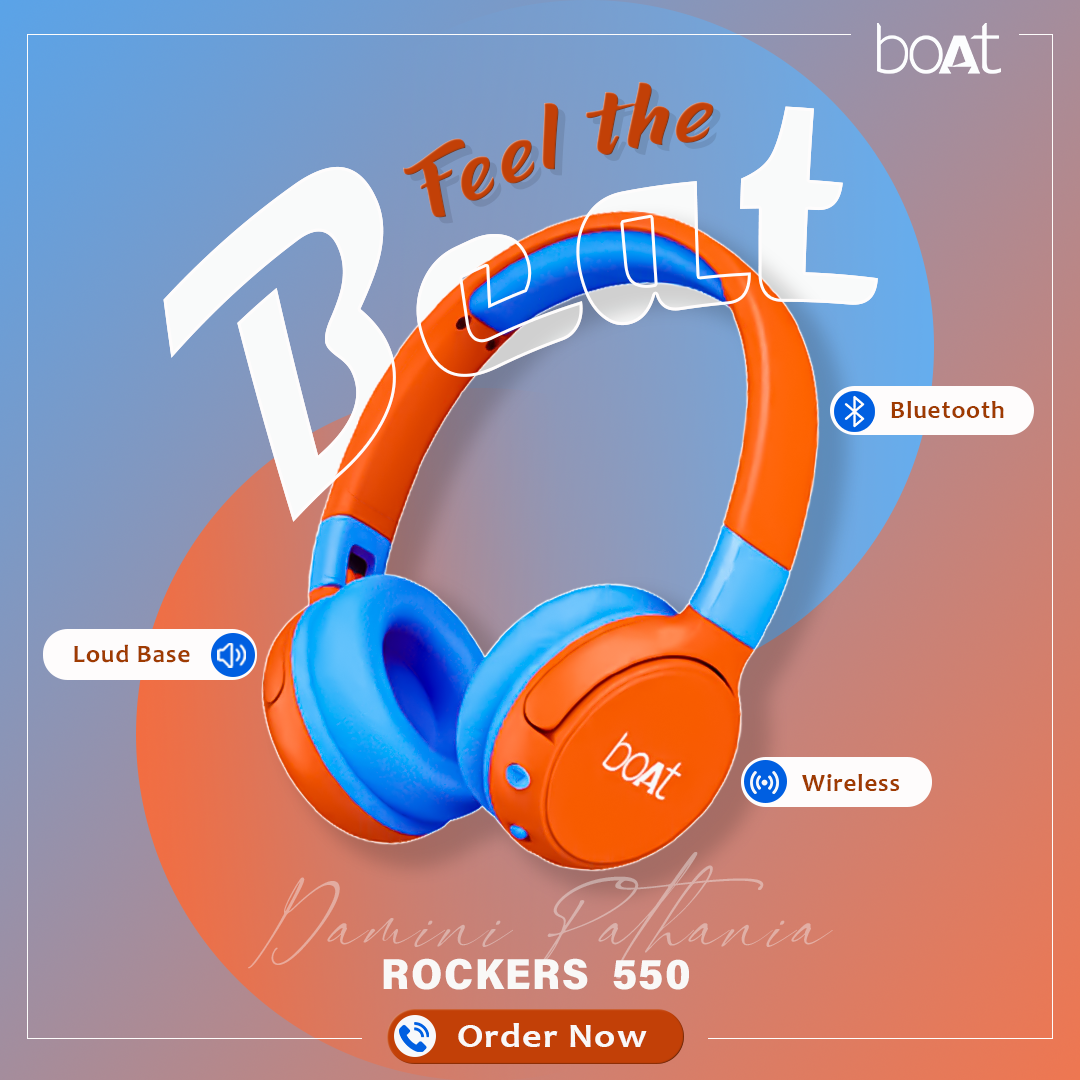 boAt
Feel the
Beat
Bluetooth
Loud Base
boAt
Wireless
Damini Pathania
ROCKERS 550
Order Now